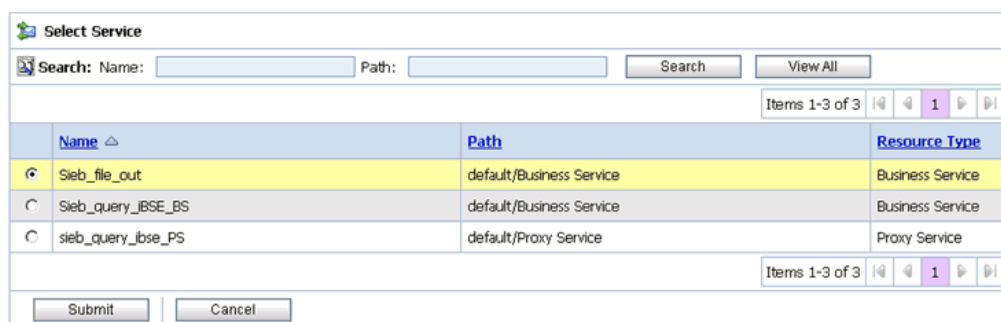 Select Service
Search: Name: Path: Search View All
Items 1-3 of 3 1
Name Path Resource Type
Sieb_file_out default/Business Service Business Service
Sieb_query_iBSE_BS default/Business Service Business Service
sieb_query_ibse_PS default/Proxy Service Proxy Service
Items 1-3 of 3 1
Submit Cancel